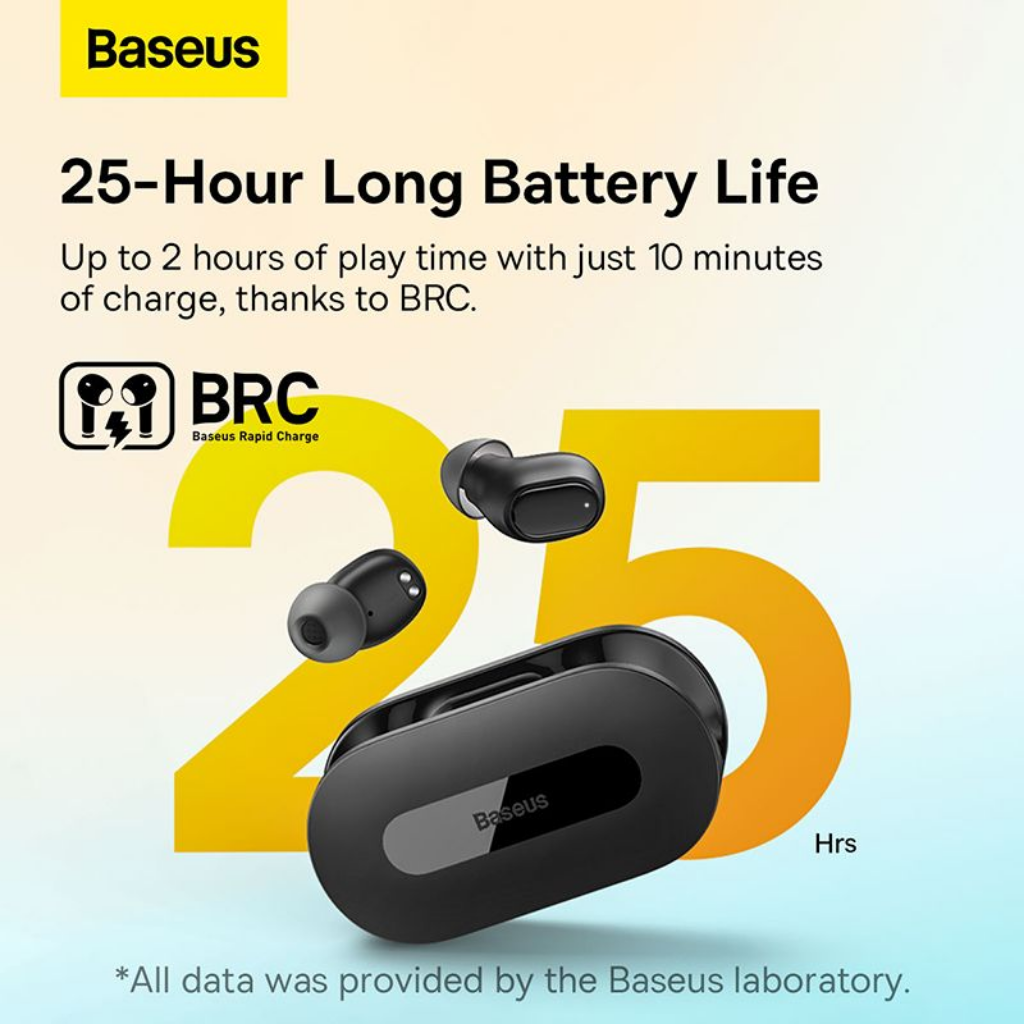 Baseus
25-Hour Long Battery Life
Up to 2 hours of play time with just 10 minutes
of charge, thanks to BRC.
BRC
Baseus Rapid Charge
25
Hrs
Baseus
*All data was provided by the Baseus laboratory.